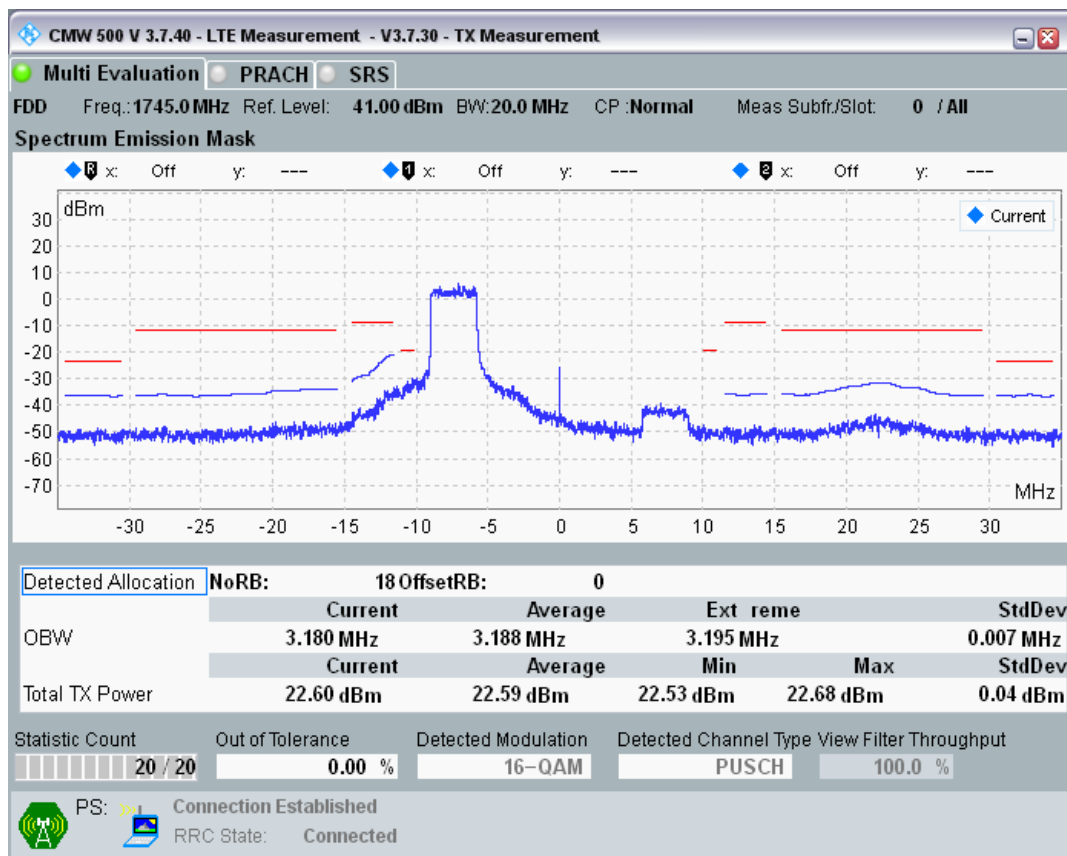 CMW 500 V 3.7.40 - LTE Measurement - V3.7.30 - TX Measurement
Multi Evaluation PRACH SRS
FDD Freq.:1745.0 MHz Ref. Level: 41.00 dBm BW:20.0 MHz CP :Normal Meas Subfr./Slot: 0 / All
Spectrum Emission Mask
R x: Off y: --- 1 x: Off y: --- 2 x: Off y: ---
dBm
Current
30
20
10
0
-10
-20
-30
-40
-50
-60
-70
MHz
-30 -25 -20 -15 -10 -5 0 5 10 15 20 25 30
Detected Allocation NoRB: 18 OffsetRB: 0
Current Average Ext reme StdDev
OBW 3.180 MHz 3.188 MHz 3.195 MHz 0.007 MHz
Current Average Min Max StdDev
Total TX Power 22.60 dBm 22.59 dBm 22.53 dBm 22.68 dBm 0.04 dBm
Statistic Count Out of Tolerance Detected Modulation Detected Channel Type View Filter Throughput
20 / 20 0.00 % 16-QAM PUSCH 100.0 %
PS: Connection Established
RRC State: Connected